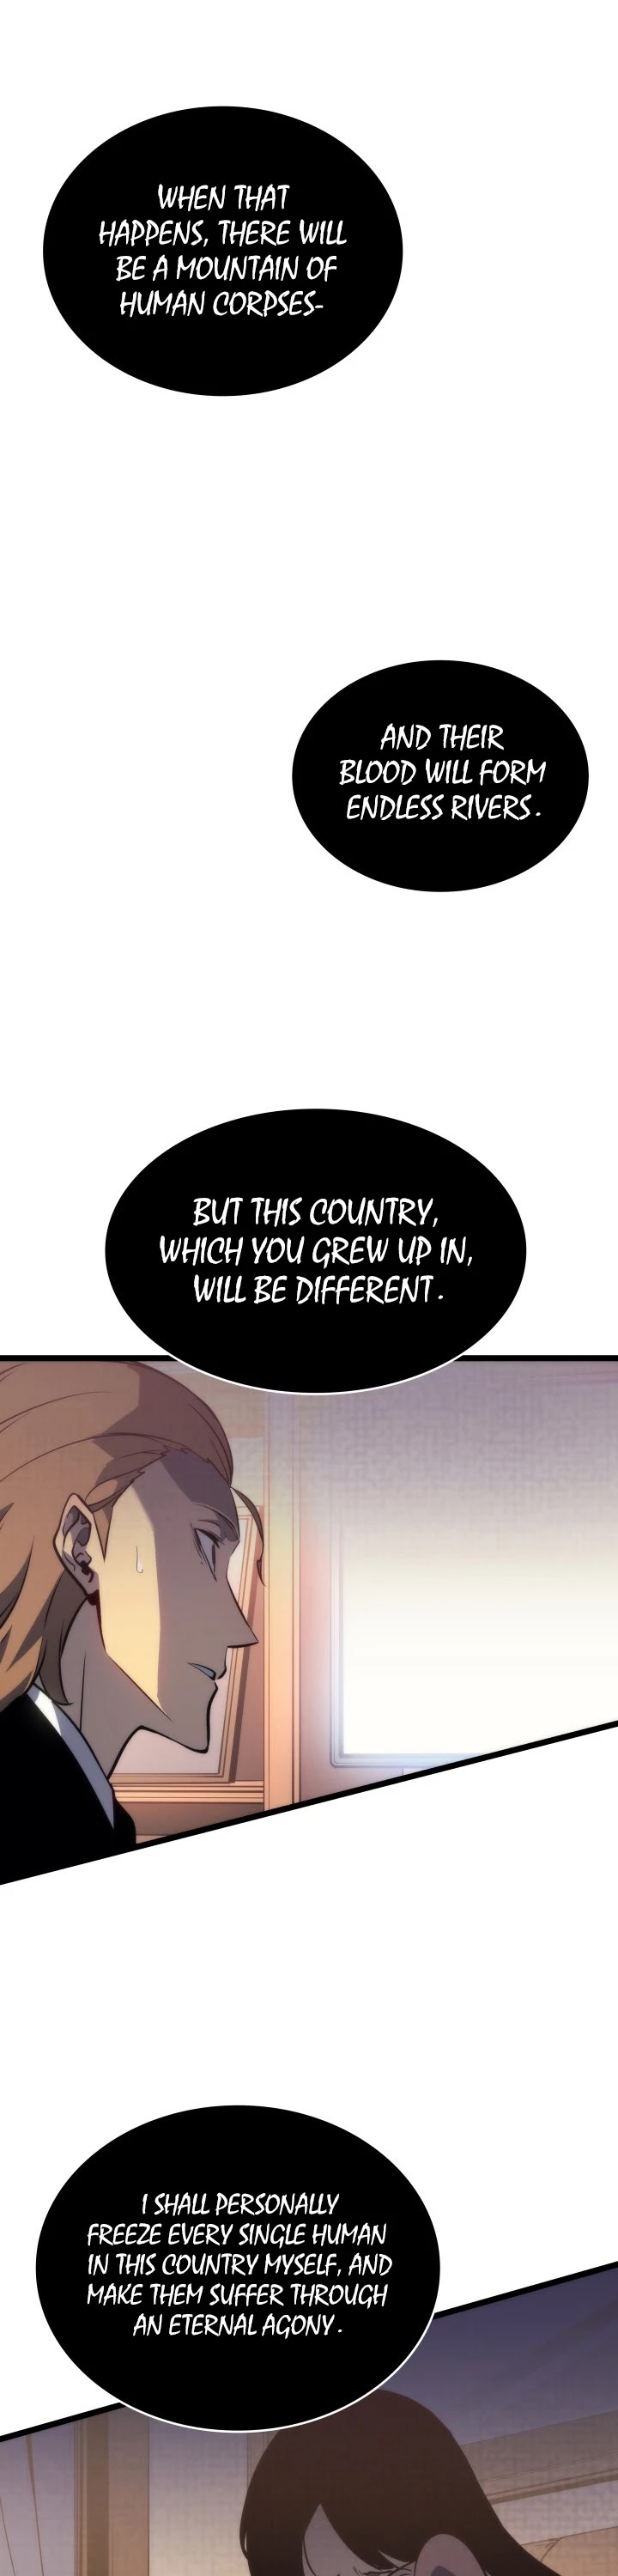 WHEN THAT
HAPPENS, THERE WILL
BE A MOUNTAIN OF
HUMAN CORPSES-
AND THEIR
BLOOD WILL FORM
ENDLESS RIVERS.
BUT THIS COUNTRY,
WHICH YOU GREW UP IN,
WILL BE DIFFERENT.
I SHALL PERSONALLY
FREEZE EVERY SINGLE HUMAN
IN THIS COUNTRY MYSELF, AND
MAKE THEM SUFFER THROUGH
AN ETERNAL AGONY.